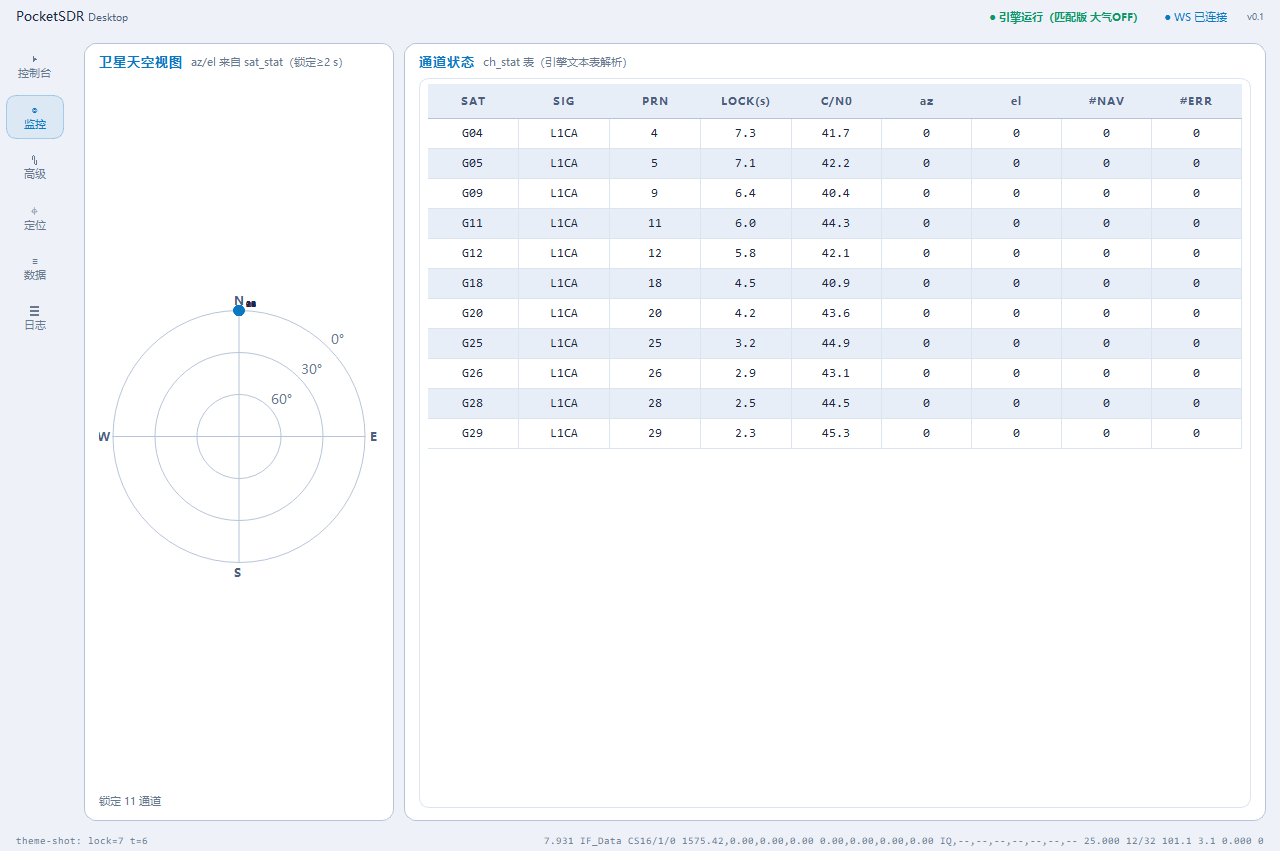 PocketSDR Desktop
● 引擎运行（匹配版 大气OFF）
● WS 已连接
v0.1
控制台
监控
高级
定位
数据
日志
卫星天空视图 az/el 来自 sat_stat（锁定≥2 s）
N
0°
30°
60°
W
E
S
锁定 11 通道
通道状态 ch_stat 表（引擎文本表解析）
SAT SIG PRN LOCK(s) C/N0 az el #NAV #ERR
G04 L1CA 4 7.3 41.7 0 0 0 0
G05 L1CA 5 7.1 42.2 0 0 0 0
G09 L1CA 9 6.4 40.4 0 0 0 0
G11 L1CA 11 6.0 44.3 0 0 0 0
G12 L1CA 12 5.8 42.1 0 0 0 0
G18 L1CA 18 4.5 40.9 0 0 0 0
G20 L1CA 20 4.2 43.6 0 0 0 0
G25 L1CA 25 3.2 44.9 0 0 0 0
G26 L1CA 26 2.9 43.1 0 0 0 0
G28 L1CA 28 2.5 44.5 0 0 0 0
G29 L1CA 29 2.3 45.3 0 0 0 0
theme-shot: lock=7 t=6
7.931 IF_Data CS16/1/0 1575.42,0.00,0.00,0.00 0.00,0.00,0.00,0.00 IQ,--,--,--,--,--,--,-- 25.000 12/32 101.1 3.1 0.000 0